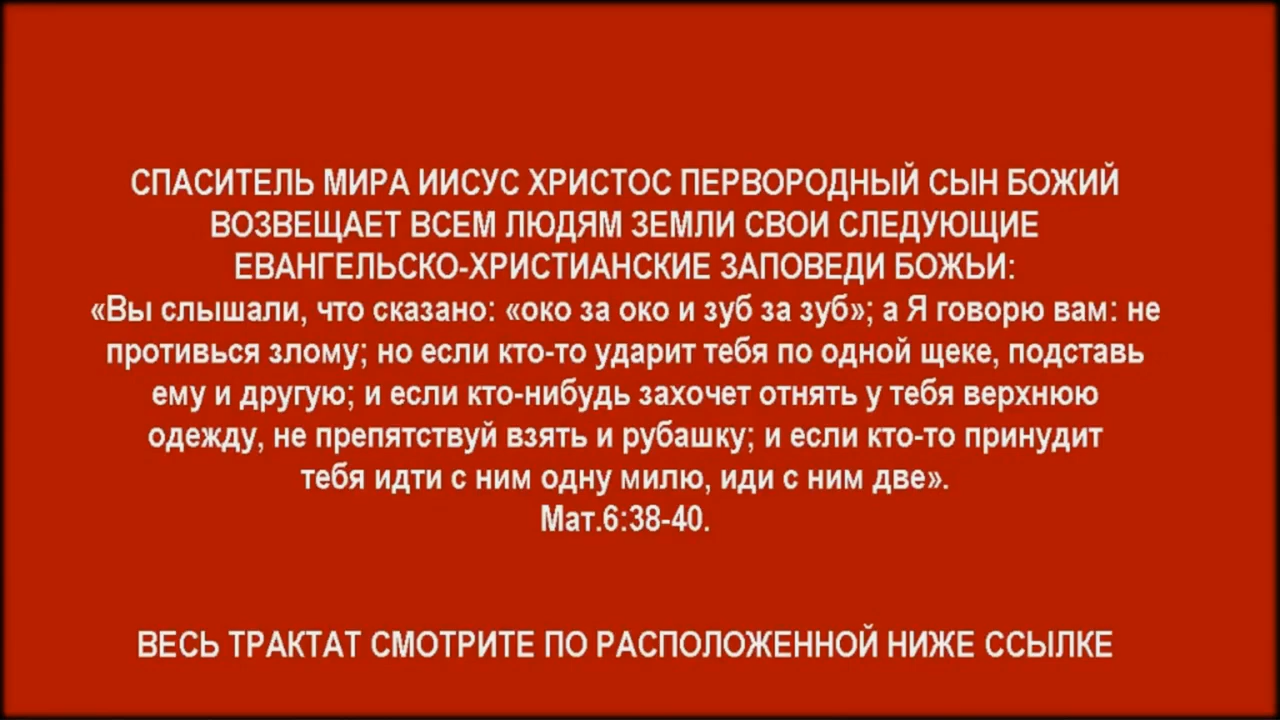 СПАСИТЕЛЬ МИРА ИИСУС ХРИСТОС ПЕРВОРОДНЫЙ СЫН БОЖИЙ
ВОЗВЕЩАЕТ ВСЕМ ЛЮДЯМ ЗЕМЛИ СВОИ СЛЕДУЮЩИЕ
ЕВАНГЕЛЬСКО-ХРИСТИАНСКИЕ ЗАПОВЕДИ БОЖЬИ:
«Вы слышали, что сказано: «око за око и зуб за зуб»; а Я говорю вам: не
противься злому; но если кто-то ударит тебя по одной щеке, подставь
ему и другую; и если кто-нибудь захочет отнять у тебя верхнюю
одежду, не препятствуй взять и рубашку; и если кто-то принудит
тебя идти с ним одну милю, иди с ним две».
Мат.6:38-40.
ВЕСЬ ТРАКТАТ СМОТРИТЕ ПО РАСПОЛОЖЕННОЙ НИЖЕ ССЫЛКЕ